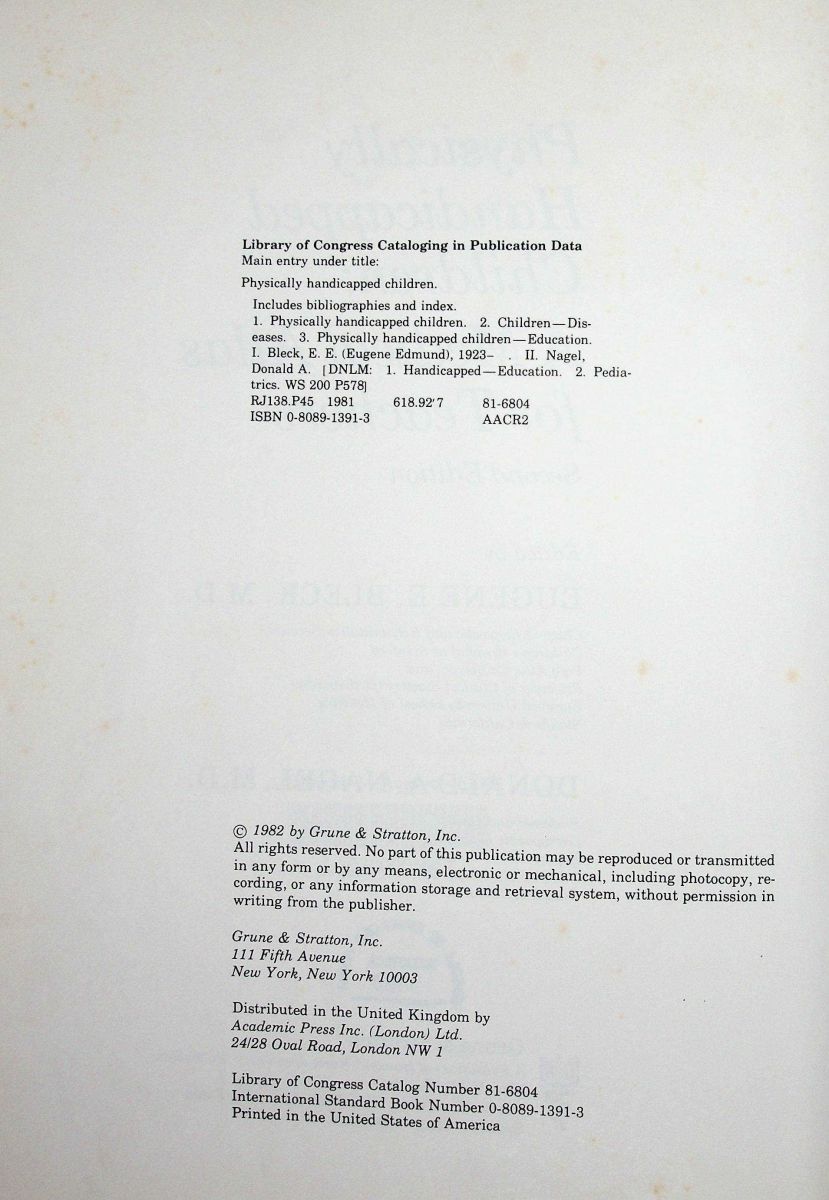 Library of Congress Cataloging in Publication Data
Main entry under title:
Physically handicapped children.
Includes bibliographies and index.
1. Physically handicapped children. 2. Children—Dis-
eases. 3. Physically handicapped children—Education.
I. Bleck, E. E. (Eugene Edmund), 1923– . II. Nagel,
Donald A. [DNLM: 1. Handicapped—Education. 2. Pedia-
trics. WS 200 P578]
RJ138.P45 1981 618.92'7 81-6804
ISBN 0-8089-1391-3 AACR2
© 1982 by Grune & Stratton, Inc.
All rights reserved. No part of this publication may be reproduced or transmitted
in any form or by any means, electronic or mechanical, including photocopy, re-
cording, or any information storage and retrieval system, without permission in
writing from the publisher.
Grune & Stratton, Inc.
111 Fifth Avenue
New York, New York 10003
Distributed in the United Kingdom by
Academic Press Inc. (London) Ltd.
24/28 Oval Road, London NW 1
Library of Congress Catalog Number 81-6804
International Standard Book Number 0-8089-1391-3
Printed in the United States of America